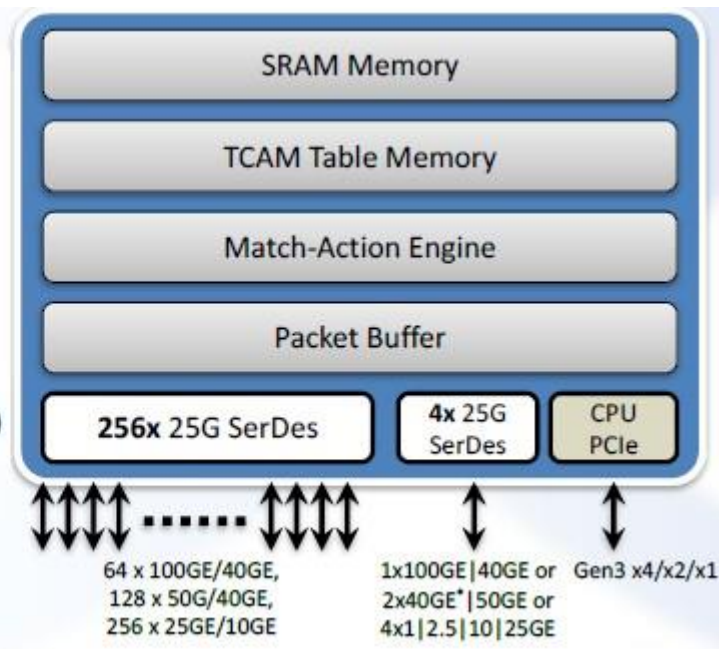 SRAM Memory
TCAM Table Memory
Match-Action Engine
Packet Buffer
256x 25G SerDes
4x 25G
SerDes
CPU
PCIe
64 x 100GE/40GE,
128 x 50G/40GE,
256 x 25GE/10GE
1x100GE|40GE or
2x40GE*|50GE or
4x1|2.5|10|25GE
Gen3 x4/x2/x1